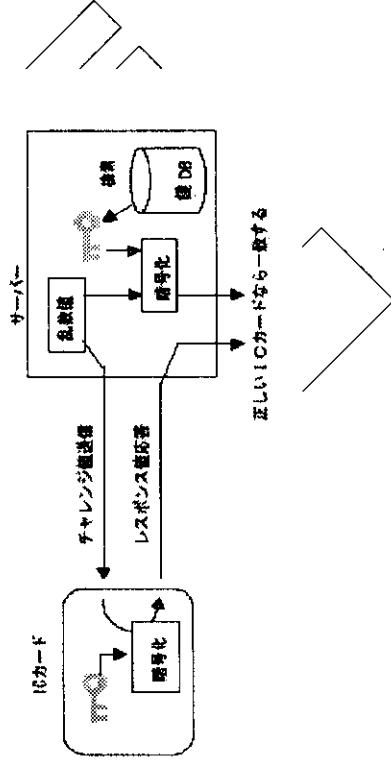 サーバー
乱数値
検索
鍵 DB
暗号化
チャレンジ値送信
レスポンス値応答
ICカード
暗号化
正しいICカードなら一致する